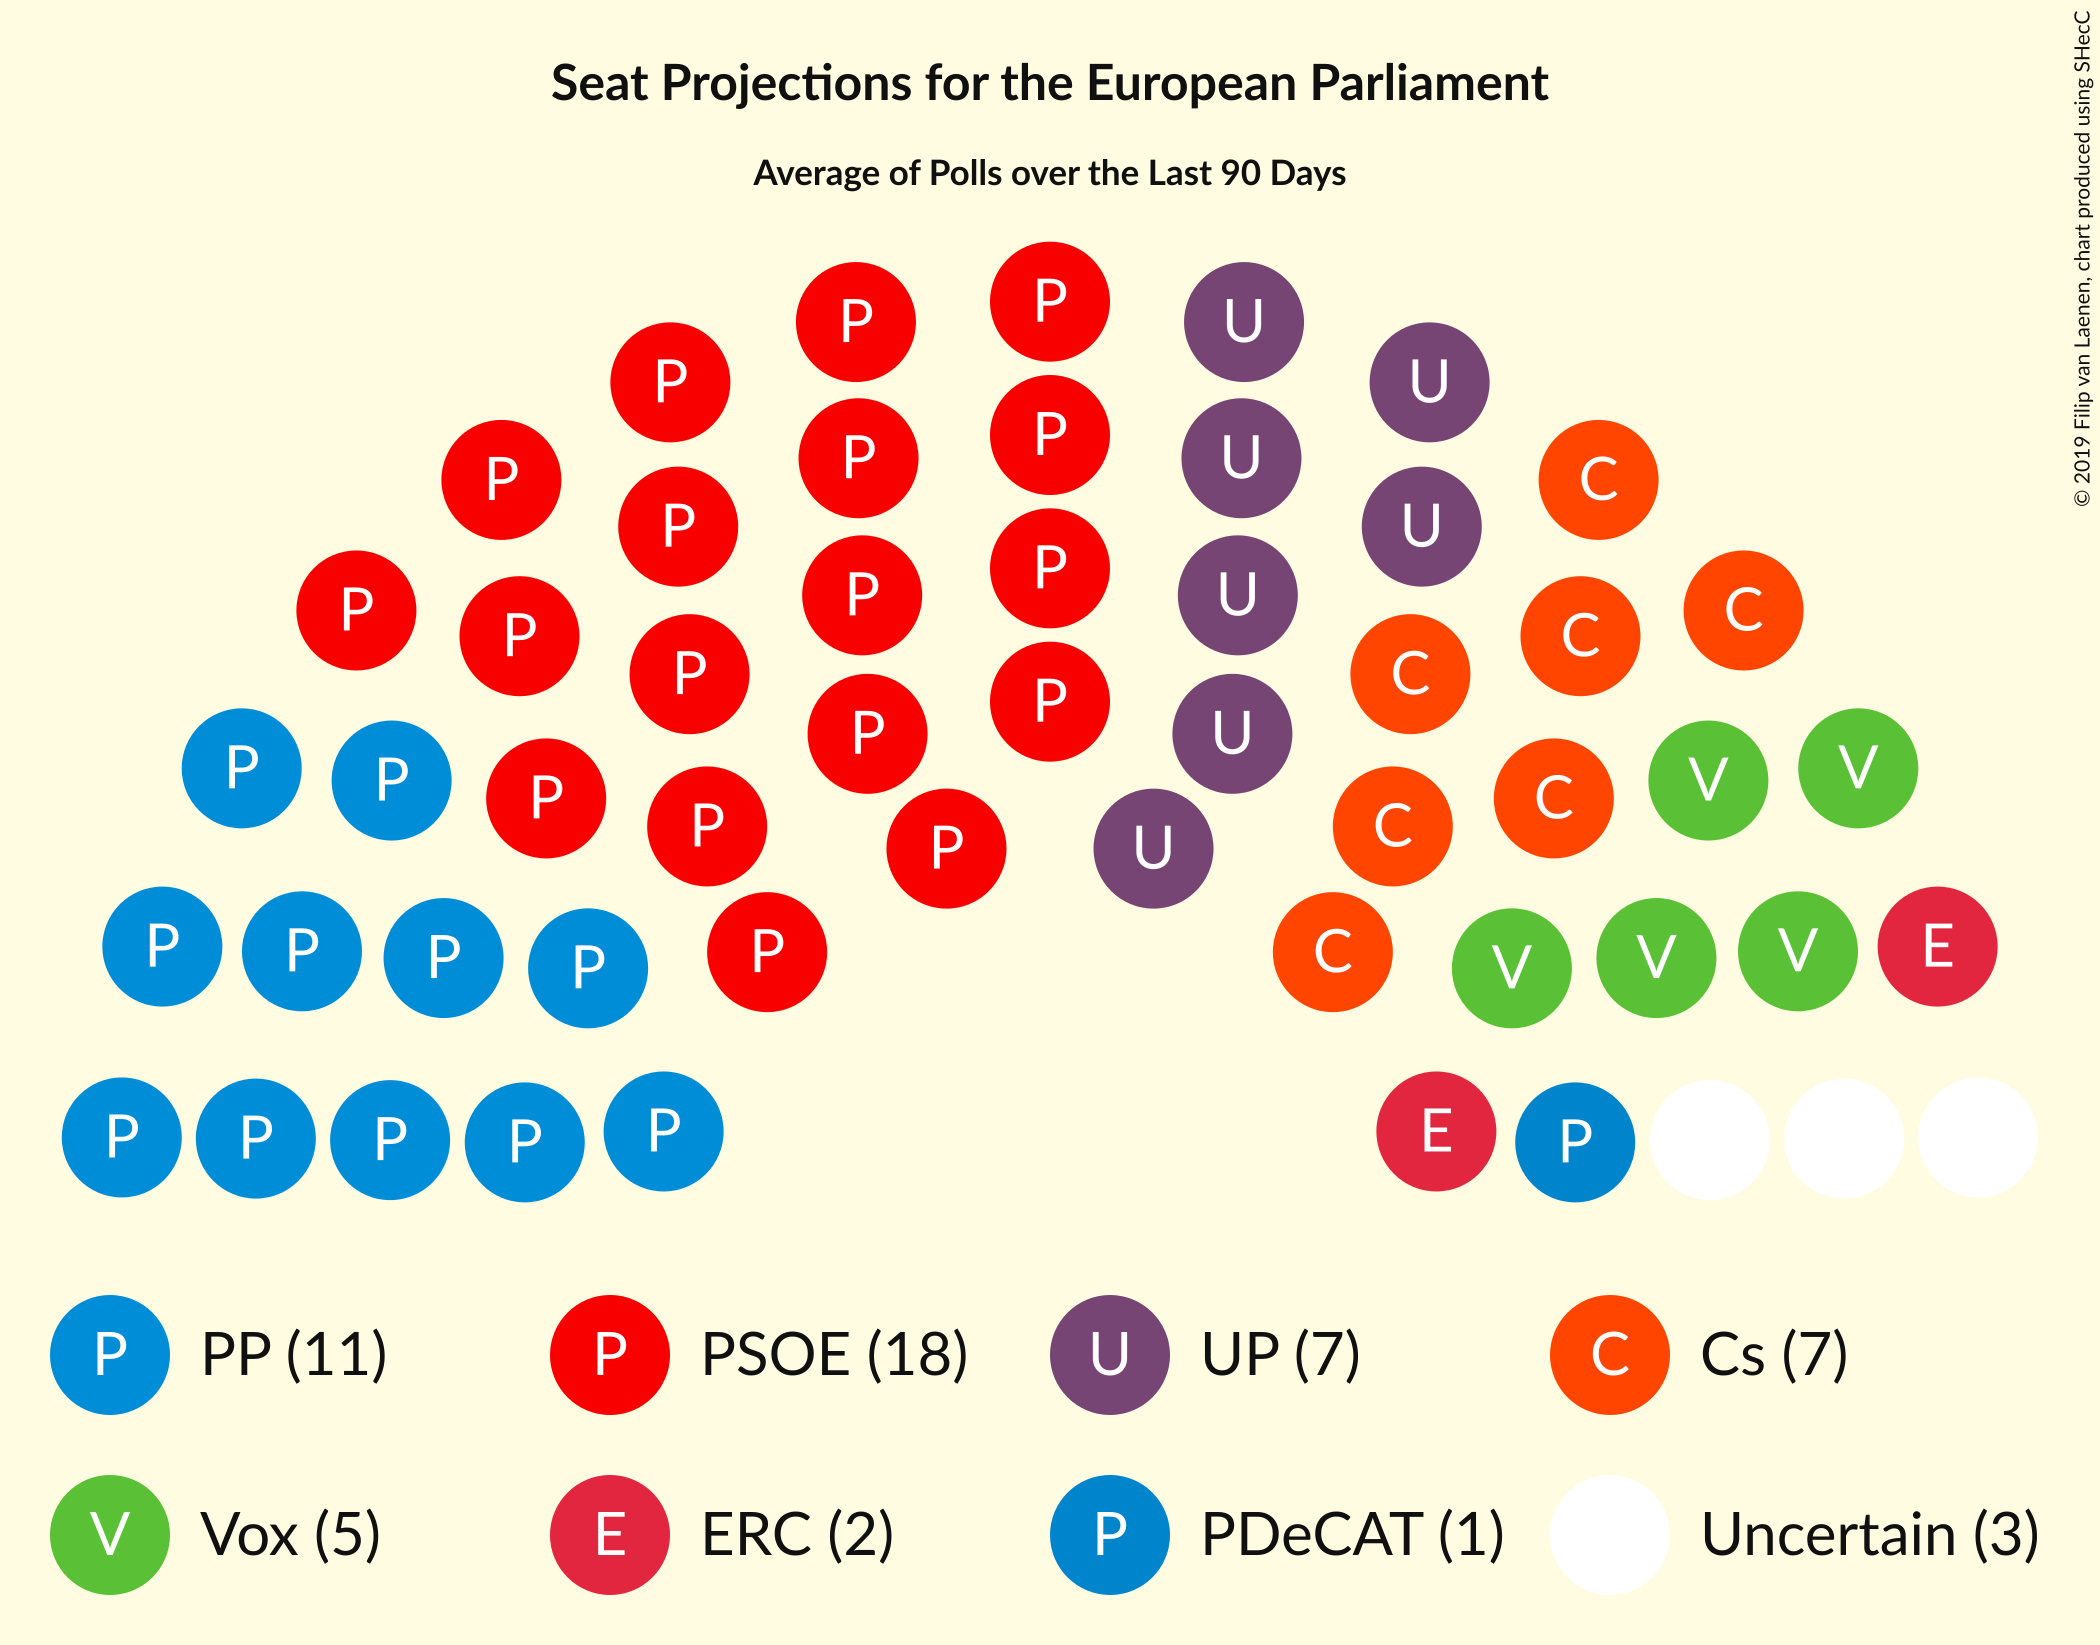 Seat Projections for the European Parliament
Average of Polls over the Last 90 Days
© 2019 Filip van Laenen, chart produced using SHecC
P
P U
P U
P P U
P U C
P P U
P P U C
P P C
P P U C
P P V V
P P C C
P P U
E
P P P P P C V V V
P P P P P E P
P PP (11) P PSOE (18) U UP (7) C Cs (7)
V Vox (5) E ERC (2) P PDeCAT (1) Uncertain (3)